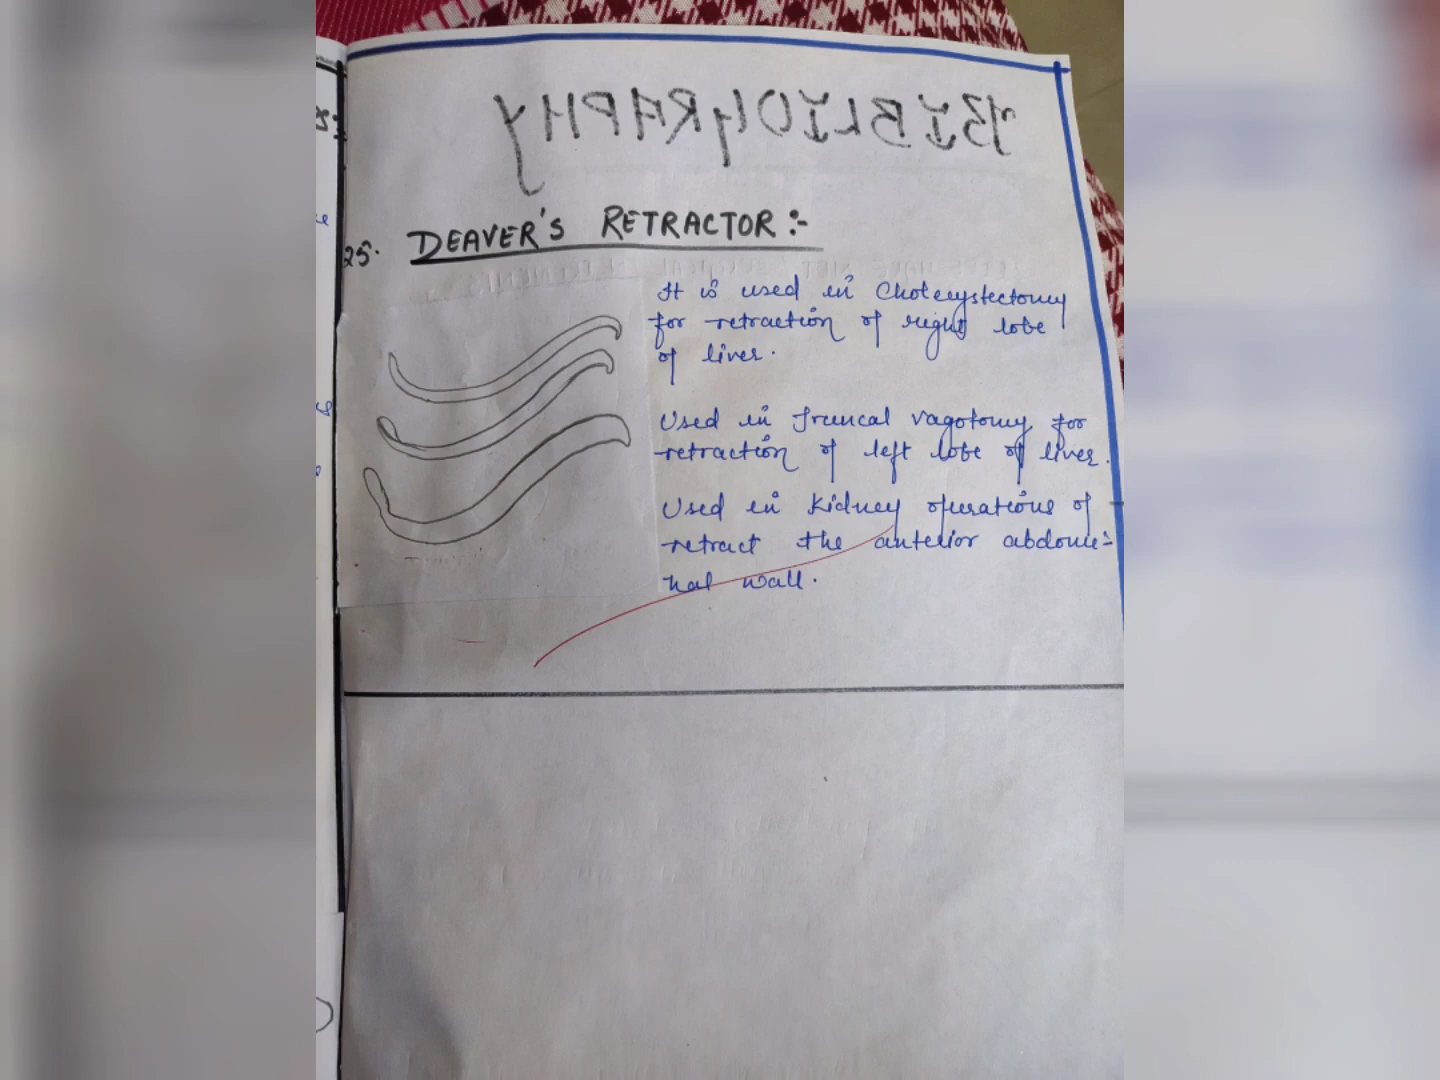 BIBLIOGRAPHY
25. DEAVER'S RETRACTOR :-
It is used in Cholecystectomy
for retraction of right lobe
of liver.
Used in Truncal Vagotomy for
retraction of left lobe of liver.
Used in Kidney operations of
retract the anterior abdomi-
nal wall.